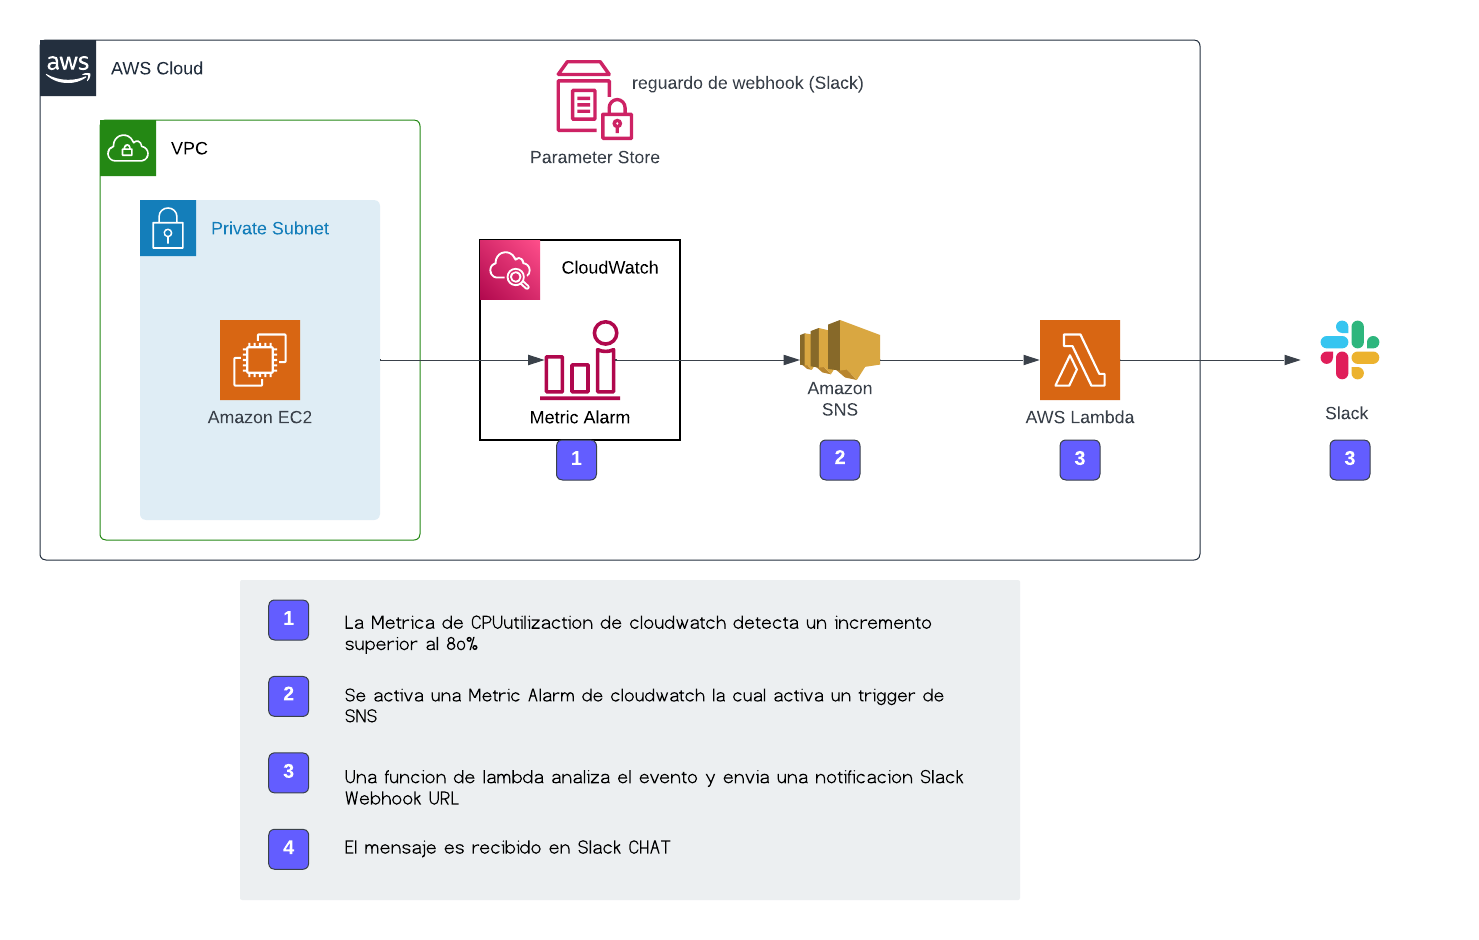 aws
AWS Cloud
reguardo de webhook (Slack)
Parameter Store
VPC
Private Subnet
CloudWatch
Amazon EC2
Metric Alarm
Amazon
SNS
AWS Lambda
Slack
1
2
3
3
1
La Metrica de CPUutilizaction de cloudwatch detecta un incremento
superior al 80%
2
Se activa una Metric Alarm de cloudwatch la cual activa un trigger de
SNS
3
Una funcion de lambda analiza el evento y envia una notificacion Slack
Webhook URL
4
El mensaje es recibido en Slack CHAT